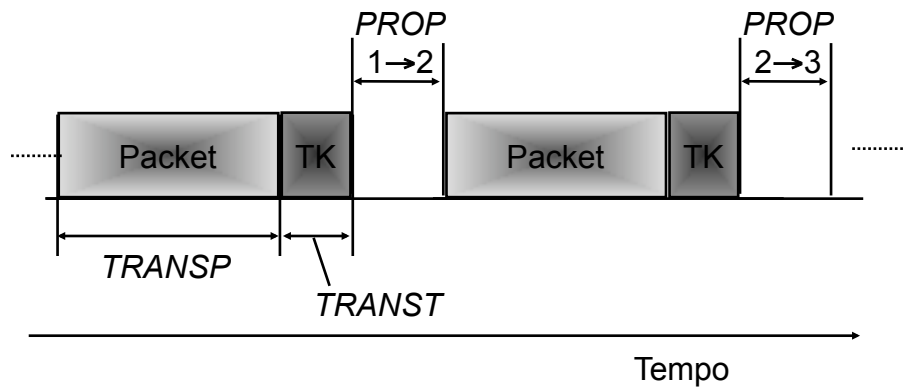 PROP PROP
1→2 2→3
Packet TK Packet TK
TRANSP
TRANST
Tempo